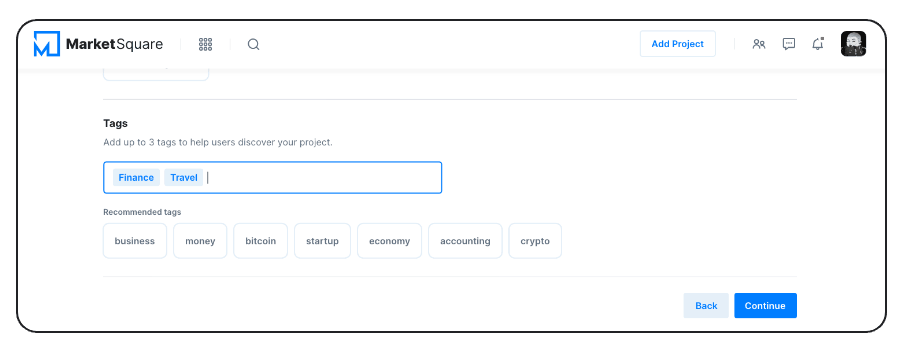 MarketSquare Add Project
Tags
Add up to 3 tags to help users discover your project.
Finance Travel
Recommended tags
business money bitcoin startup economy accounting crypto
Back Continue